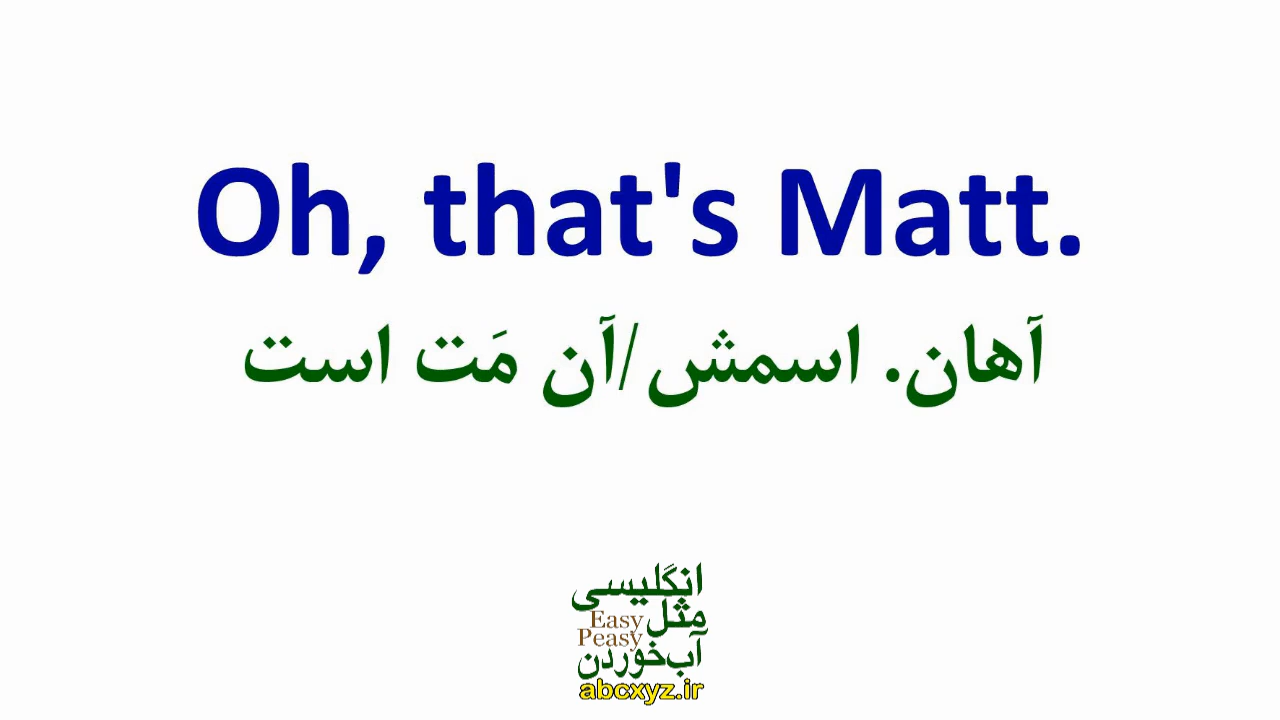 Oh, that's Matt.
آهان. اسمش/آن مَت است
انگلیسی
مثل
Easy
Peasy
آب‌خوردن
abcxyz.ir